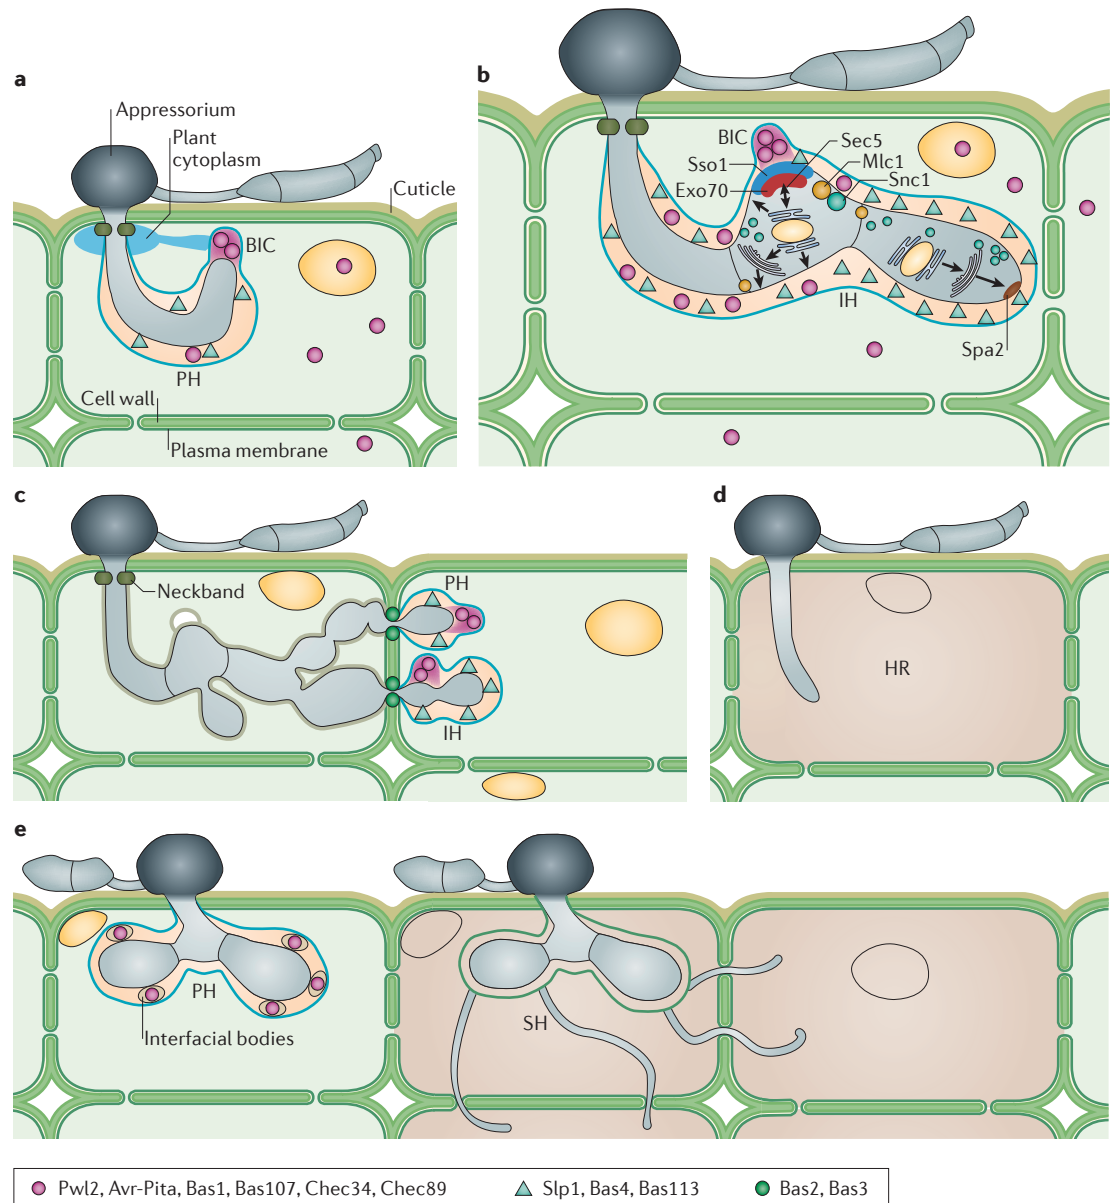 a
Appressorium
Plant
cytoplasm
Cuticle
BIC
PH
Cell wall
Plasma membrane
b
BIC
Sec5
Sso1
Mlc1
Exo70
Snc1
IH
Spa2
c
Neckband
PH
IH
d
HR
e
PH
Interfacial bodies
SH
Pwl2, Avr-Pita, Bas1, Bas107, Chec34, Chec89
Slp1, Bas4, Bas113
Bas2, Bas3